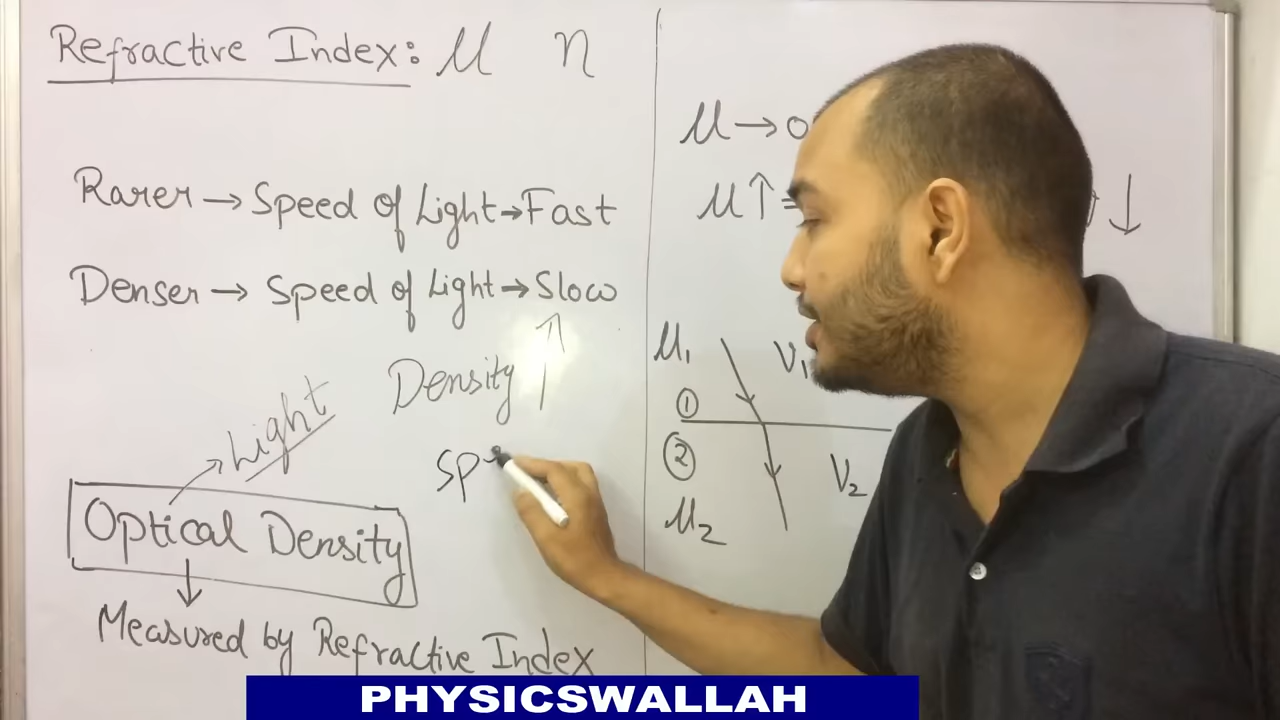 Refractive Index: μ n
Rarer → Speed of Light → Fast
Denser → Speed of Light → Slow
Density ↑
Sp
Light
Optical Density
Measured by Refractive Index
μ → o
μ↑ = ↓
μ₁ V₁
①
②
V₂
μ₂
PHYSICSWALLAH